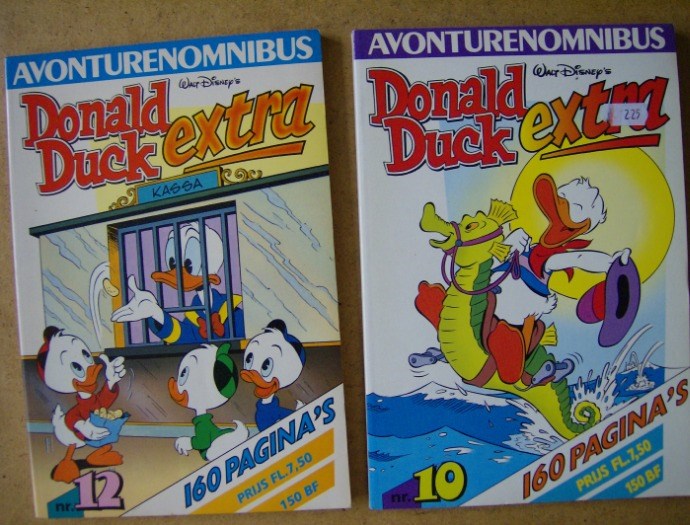 AVONTURENOMNIBUS
WALT DISNEY'S
Donald
Duck
extra
KASSA
160 PAGINA'S
PRIJS FL.7,50
150 BF
nr. 12
AVONTURENOMNIBUS
WALT DISNEY'S
Donald
Duck
extra
225
160 PAGINA'S
PRIJS FL.7,50
150 BF
nr. 10